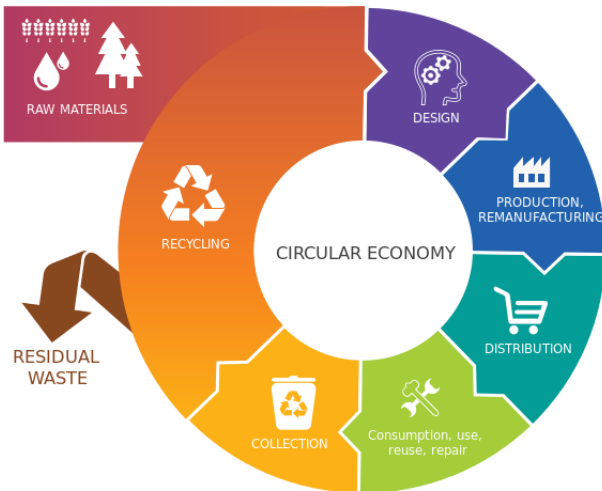 RAW MATERIALS
DESIGN
PRODUCTION,
REMANUFACTURING
RECYCLING
CIRCULAR ECONOMY
DISTRIBUTION
RESIDUAL
WASTE
COLLECTION
Consumption, use,
reuse, repair